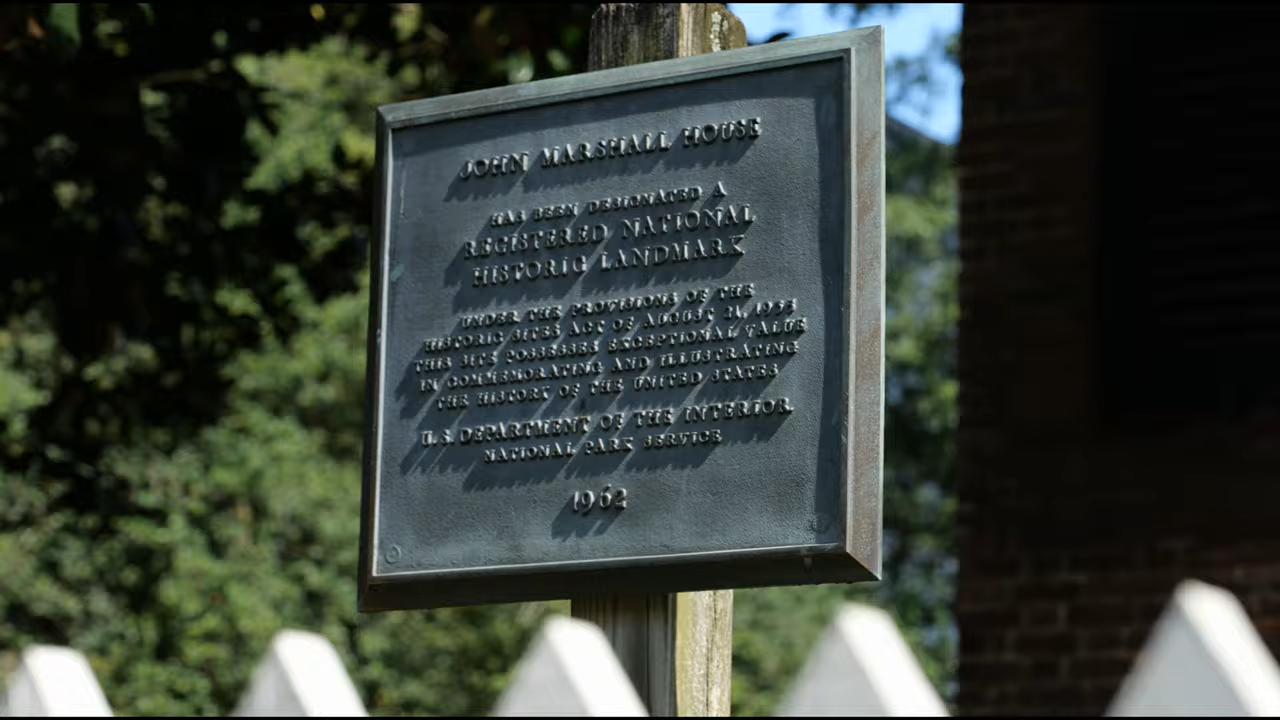 JOHN MARSHALL HOUSE
HAS BEEN DESIGNATED A
REGISTERED NATIONAL
HISTORIC LANDMARK
UNDER THE PROVISIONS OF THE
HISTORIC SITES ACT OF AUGUST 21, 1935
THIS SITE POSSESSES EXCEPTIONAL VALUE
IN COMMEMORATING AND ILLUSTRATING
THE HISTORY OF THE UNITED STATES
U.S. DEPARTMENT OF THE INTERIOR
NATIONAL PARK SERVICE
1962